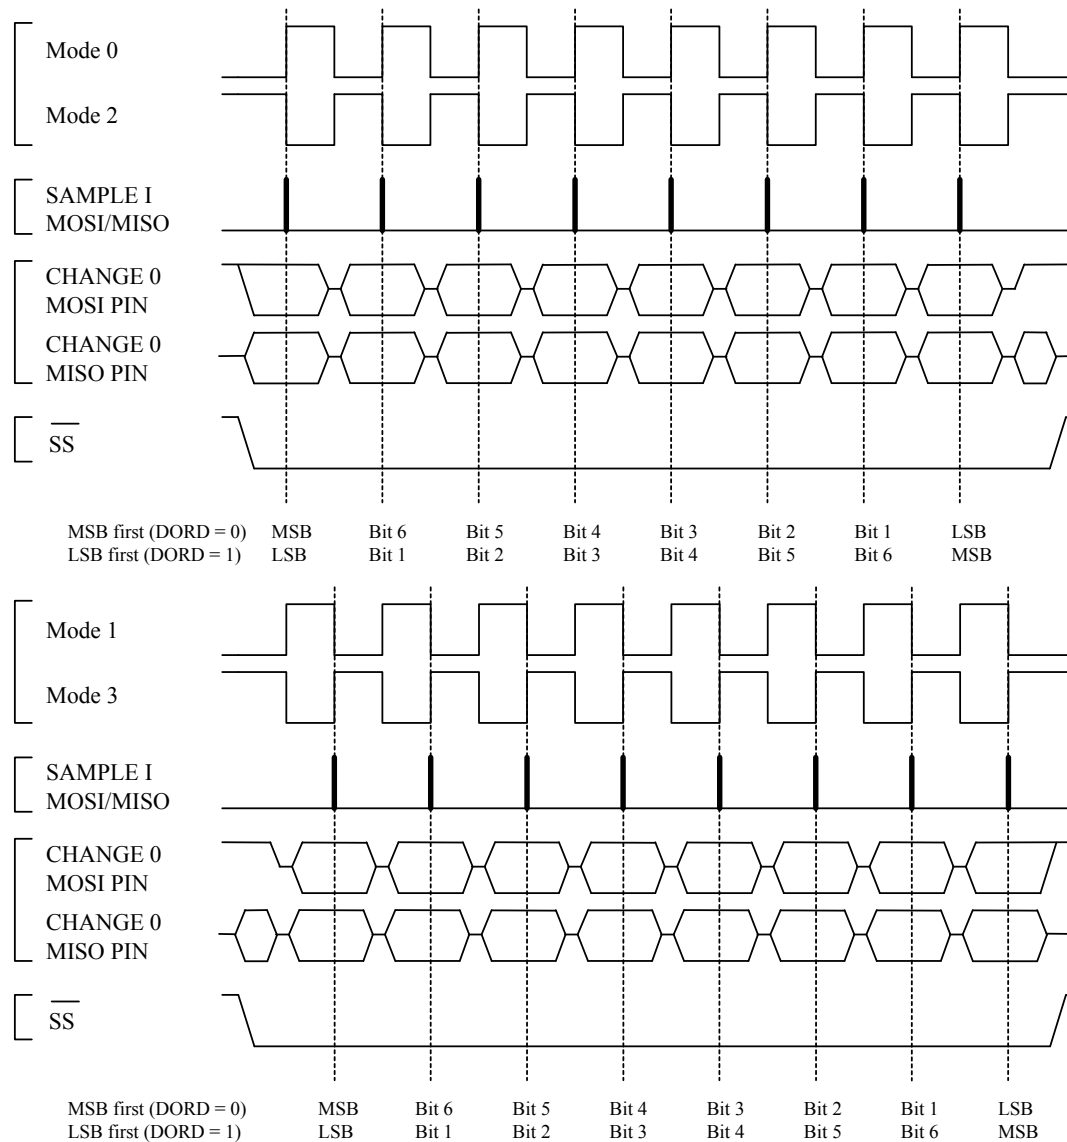 Mode 0
Mode 2
SAMPLE I
MOSI/MISO
CHANGE 0
MOSI PIN
CHANGE 0
MISO PIN
SS
MSB first (DORD = 0) MSB Bit 6 Bit 5 Bit 4 Bit 3 Bit 2 Bit 1 LSB
LSB first (DORD = 1) LSB Bit 1 Bit 2 Bit 3 Bit 4 Bit 5 Bit 6 MSB
Mode 1
Mode 3
SAMPLE I
MOSI/MISO
CHANGE 0
MOSI PIN
CHANGE 0
MISO PIN
SS
MSB first (DORD = 0) MSB Bit 6 Bit 5 Bit 4 Bit 3 Bit 2 Bit 1 LSB
LSB first (DORD = 1) LSB Bit 1 Bit 2 Bit 3 Bit 4 Bit 5 Bit 6 MSB